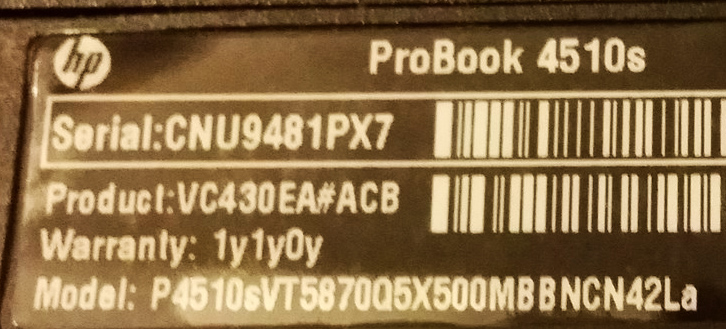 hp
ProBook 4510s
Serial:CNU9481PX7
Product:VC430EA#ACB
Warranty: 1y1y0y
Model: P4510sVT5870Q5X500MBBNCN42La